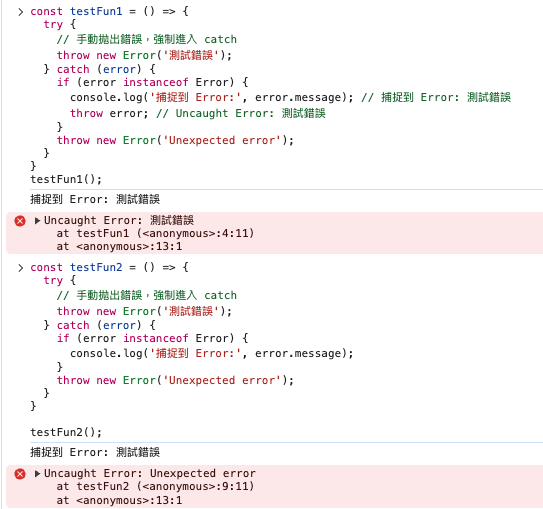 const testFun1 = () => {
  try {
    // 手動拋出錯誤，強制進入 catch
    throw new Error('測試錯誤');
  } catch (error) {
    if (error instanceof Error) {
      console.log('捕捉到 Error:', error.message); // 捕捉到 Error: 測試錯誤
      throw error; // Uncaught Error: 測試錯誤
    }
    throw new Error('Unexpected error');
  }
}
testFun1();
捕捉到 Error: 測試錯誤
Uncaught Error: 測試錯誤
    at testFun1 (<anonymous>:4:11)
    at <anonymous>:13:1
const testFun2 = () => {
  try {
    // 手動拋出錯誤，強制進入 catch
    throw new Error('測試錯誤');
  } catch (error) {
    if (error instanceof Error) {
      console.log('捕捉到 Error:', error.message);
    }
    throw new Error('Unexpected error');
  }
}
testFun2();
捕捉到 Error: 測試錯誤
Uncaught Error: Unexpected error
    at testFun2 (<anonymous>:9:11)
    at <anonymous>:13:1